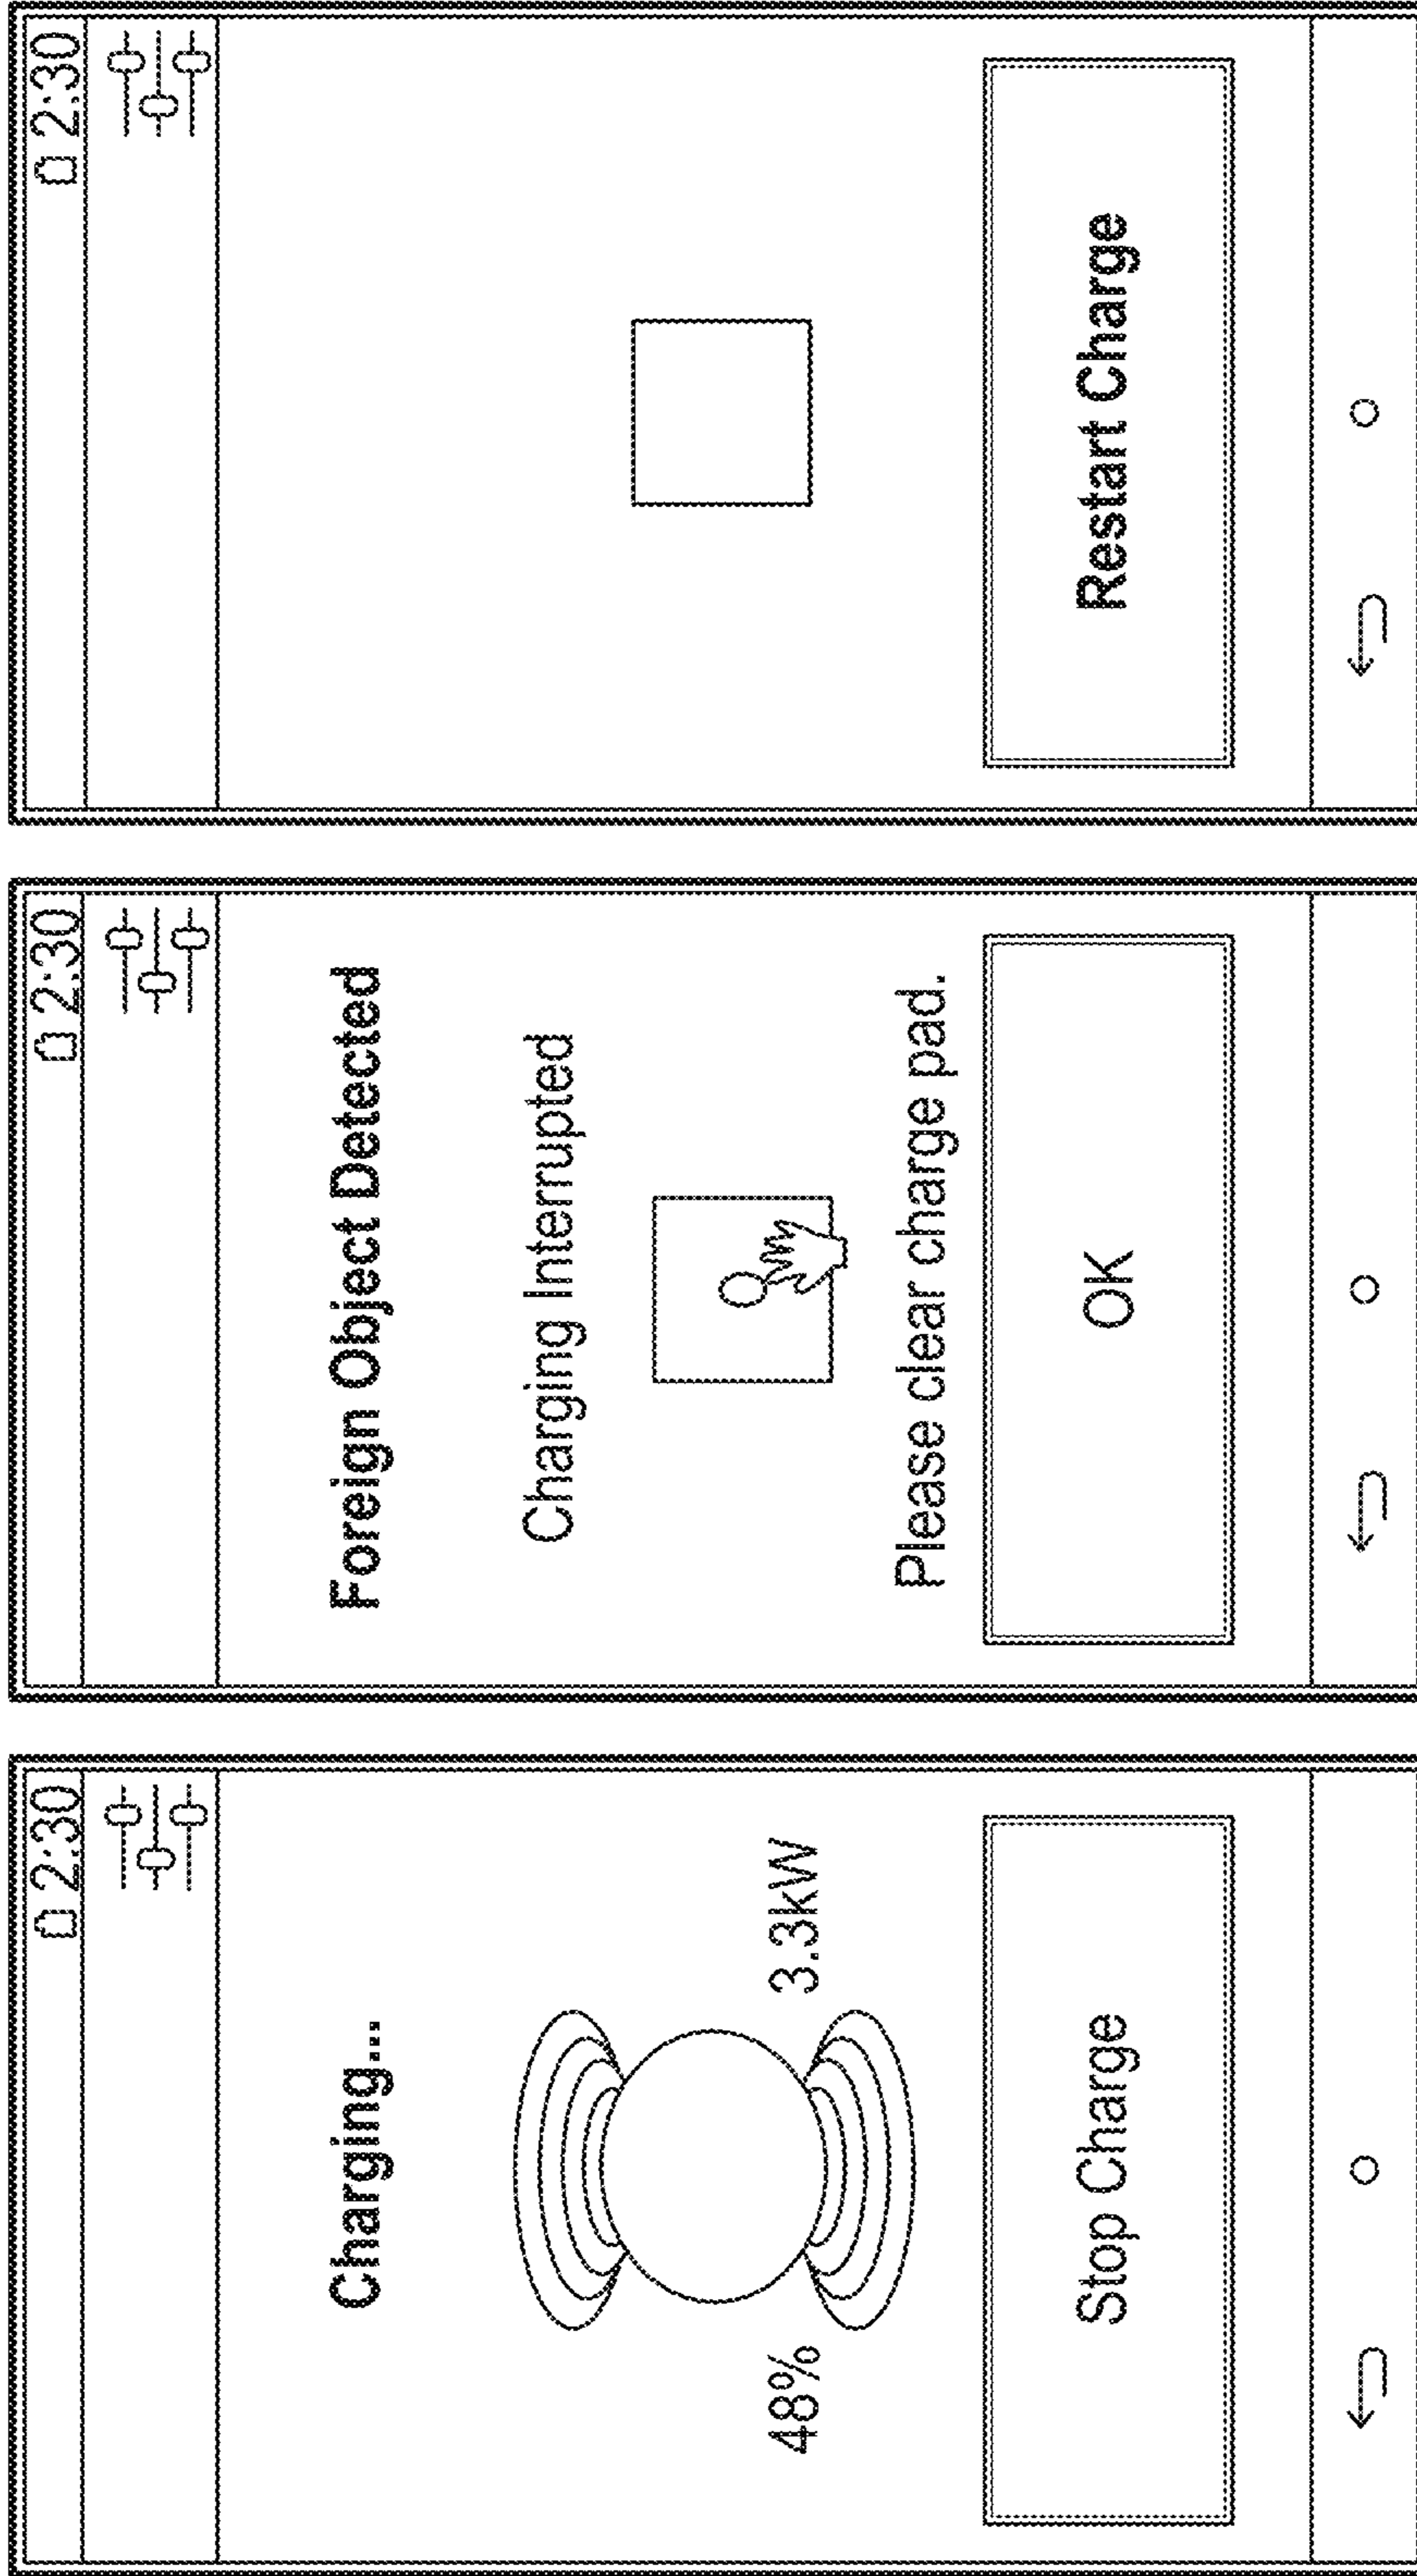 2:30
Charging...
48%
3.3kW
Stop Charge
2:30
Foreign Object Detected
Charging Interrupted
Please clear charge pad.
OK
2:30
Restart Charge